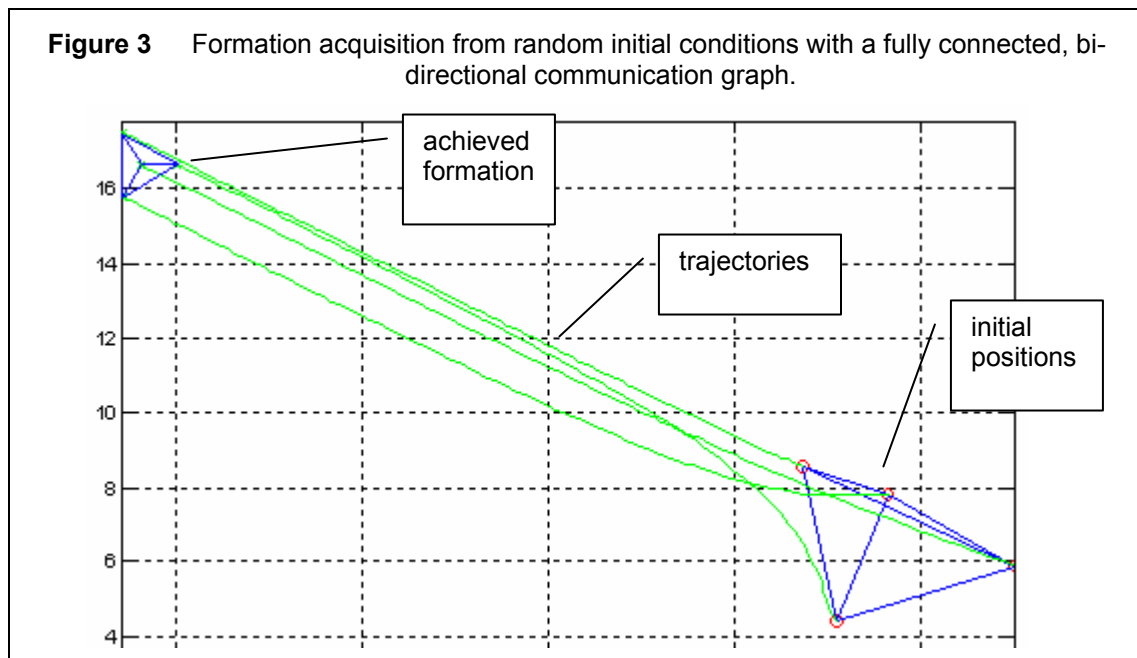 Figure 3 Formation acquisition from random initial conditions with a fully connected, bi-
directional communication graph.
achieved
formation
16
trajectories
14
initial
positions
12
10
8
6
4